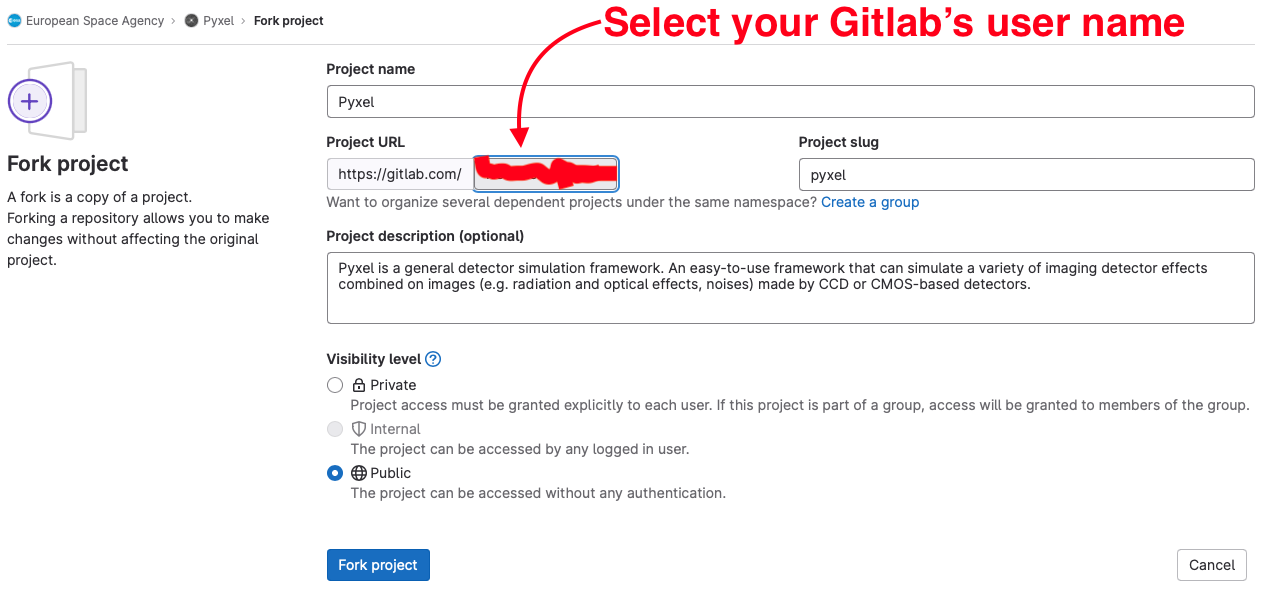 European Space Agency > Pyxel > Fork project
Select your Gitlab's user name
Fork project
A fork is a copy of a project.
Forking a repository allows you to make
changes without affecting the original
project.
Project name
Pyxel
Project URL
https://gitlab.com/
Project slug
pyxel
Want to organize several dependent projects under the same namespace? Create a group
Project description (optional)
Pyxel is a general detector simulation framework. An easy-to-use framework that can simulate a variety of imaging detector effects
combined on images (e.g. radiation and optical effects, noises) made by CCD or CMOS-based detectors.
Visibility level
Private
Project access must be granted explicitly to each user. If this project is part of a group, access will be granted to members of the group.
Internal
The project can be accessed by any logged in user.
Public
The project can be accessed without any authentication.
Fork project
Cancel